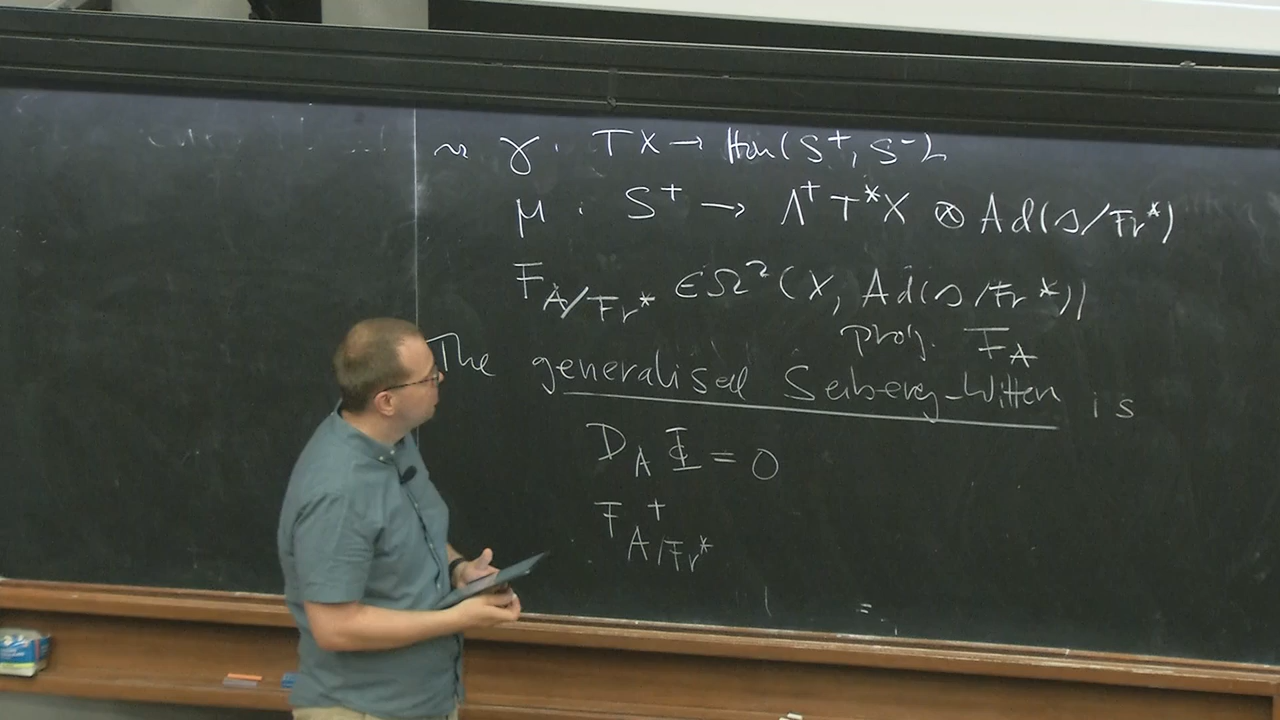 ⇝ γ : TX → Hom(S⁺, S⁻),
μ : S⁺ → Λ⁺ T*X ⊗ Ad(s/Fr*)
F_{A/Fr*} ∈ Ω²(X, Ad(s/Fr*))
proj. F_A
The generalised Seiberg-Witten is
D_A Φ = 0
F⁺_{A/Fr*}